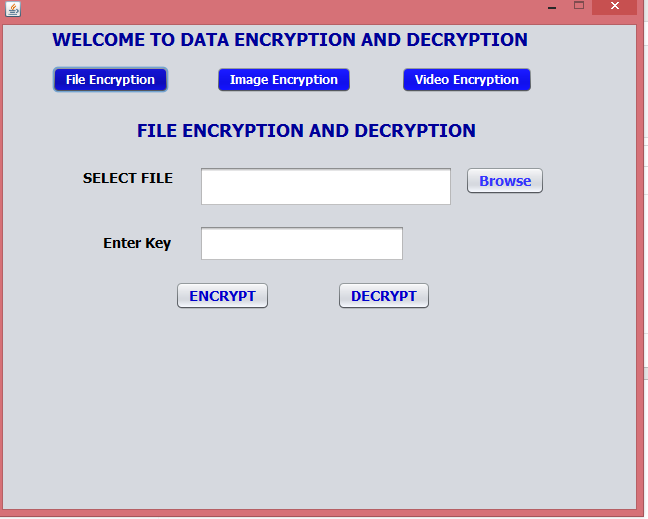 WELCOME TO DATA ENCRYPTION AND DECRYPTION
File Encryption Image Encryption Video Encryption
FILE ENCRYPTION AND DECRYPTION
SELECT FILE Browse
Enter Key
ENCRYPT DECRYPT